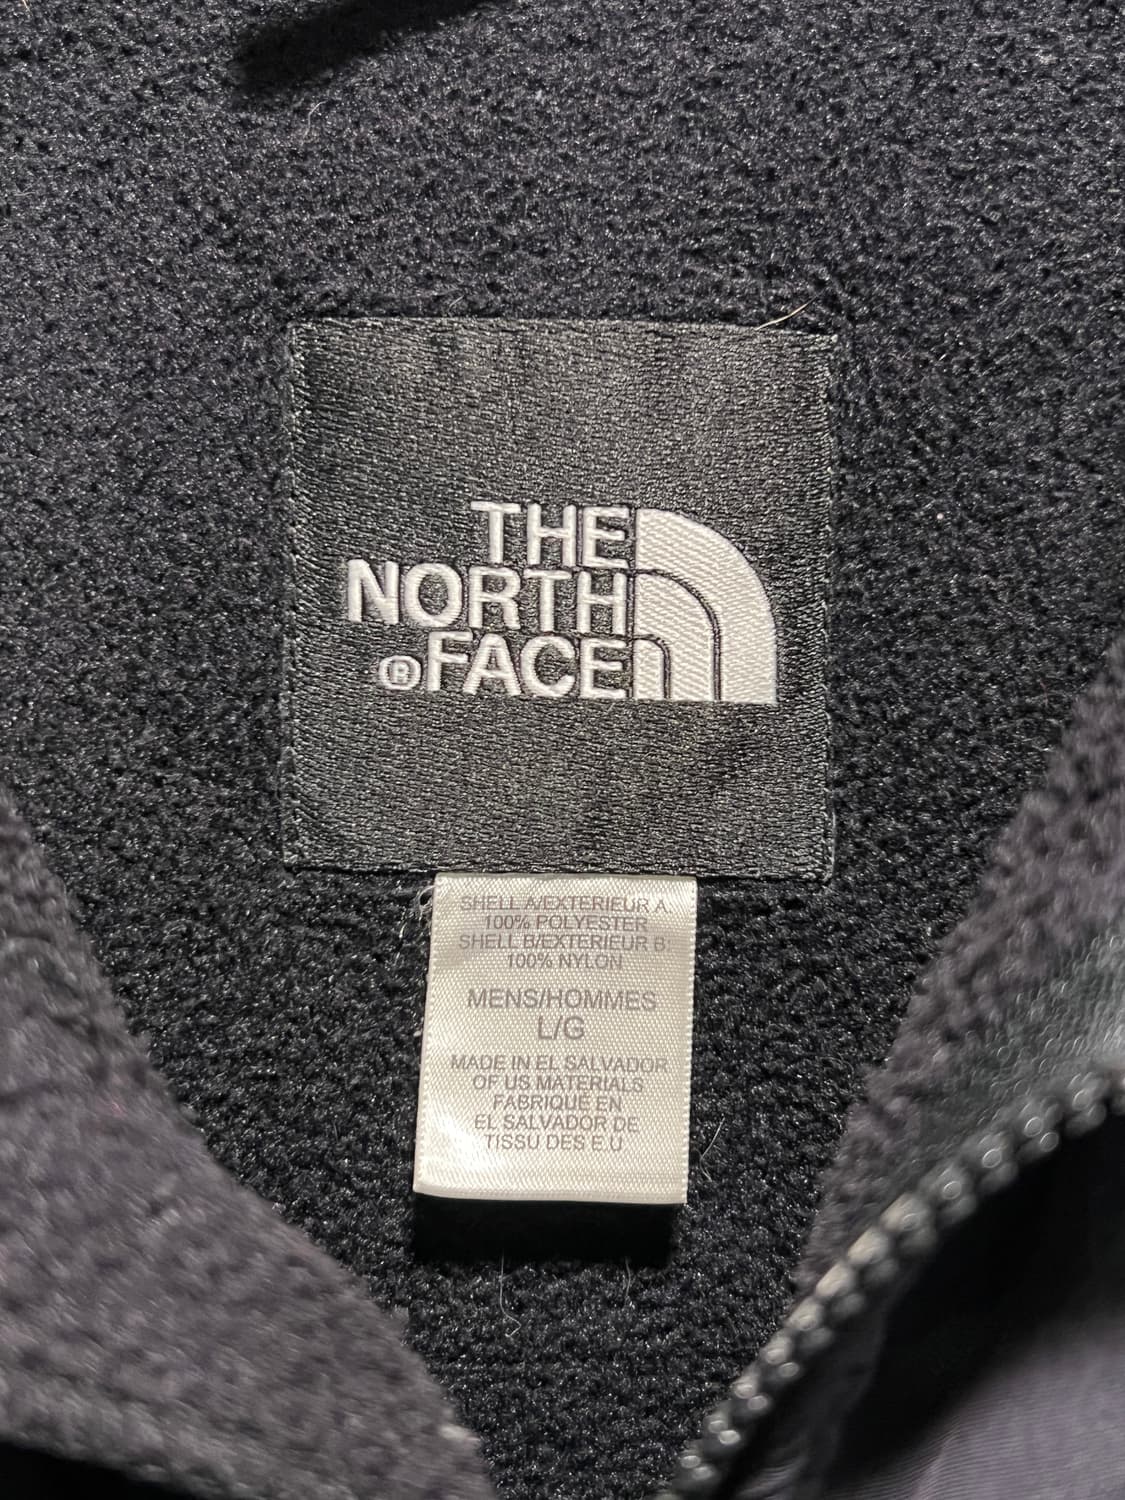 THE
NORTH
®FACE
SHELL A/EXTERIEUR A:
100% POLYESTER
SHELL B/EXTERIEUR B:
100% NYLON
MENS/HOMMES
L/G
MADE IN EL SALVADOR
OF US MATERIALS
FABRIQUE EN
EL SALVADOR DE
TISSU DES E.U